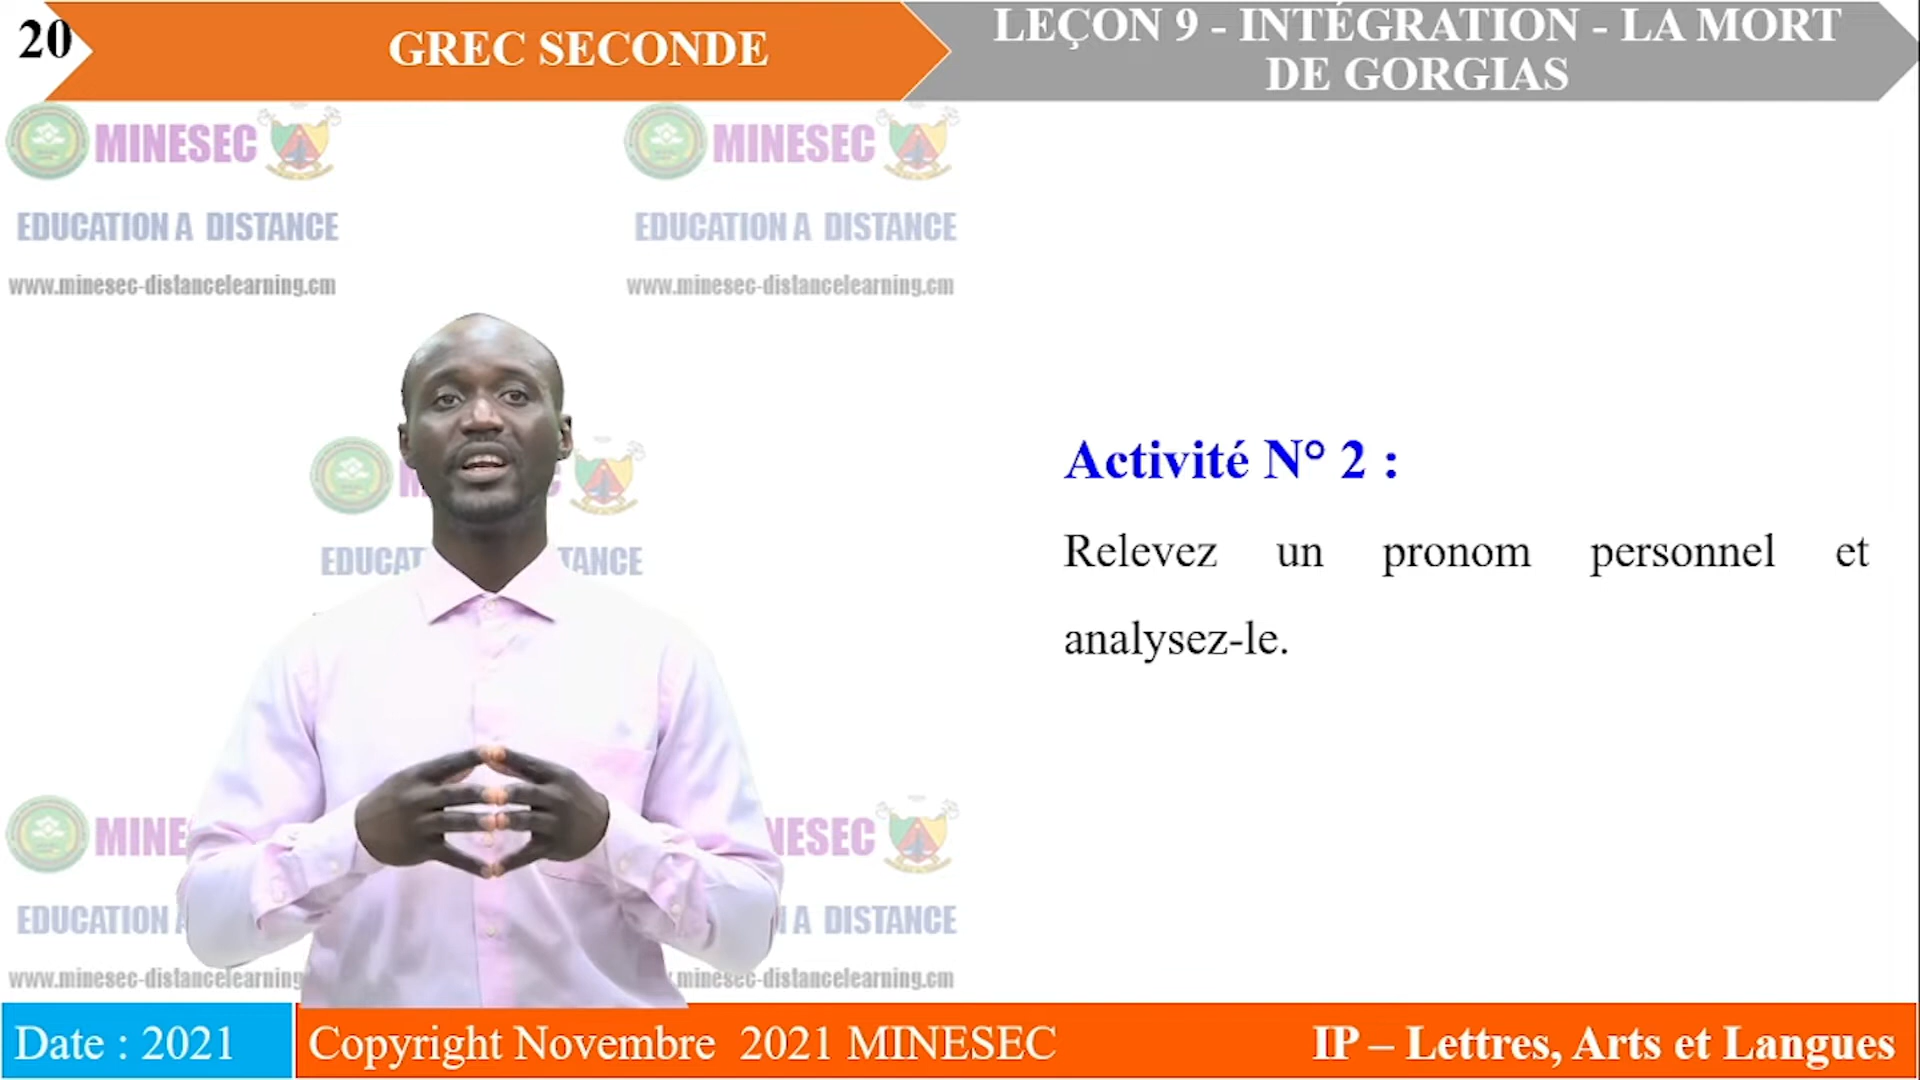 20
GREC SECONDE
LEÇON 9 - INTÉGRATION - LA MORT
DE GORGIAS
MINESEC
EDUCATION A DISTANCE
www.minesec-distancelearning.cm
MINESEC
EDUCATION A DISTANCE
www.minesec-distancelearning.cm
Activité N° 2 :
Relevez un pronom personnel et
analysez-le.
Date : 2021
Copyright Novembre 2021 MINESEC
IP – Lettres, Arts et Langues